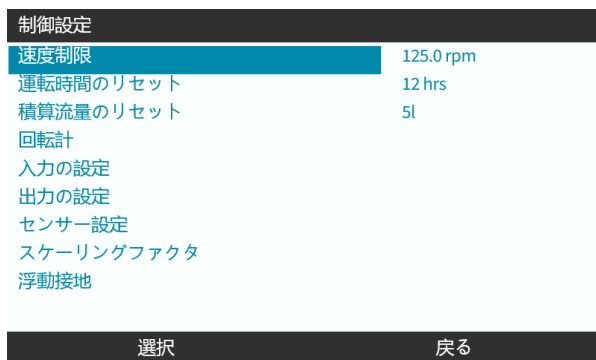 制御設定
速度制限 125.0 rpm
運転時間のリセット 12 hrs
積算流量のリセット 5l
回転計
入力の設定
出力の設定
センサー設定
スケーリングファクタ
浮動接地
選択 戻る